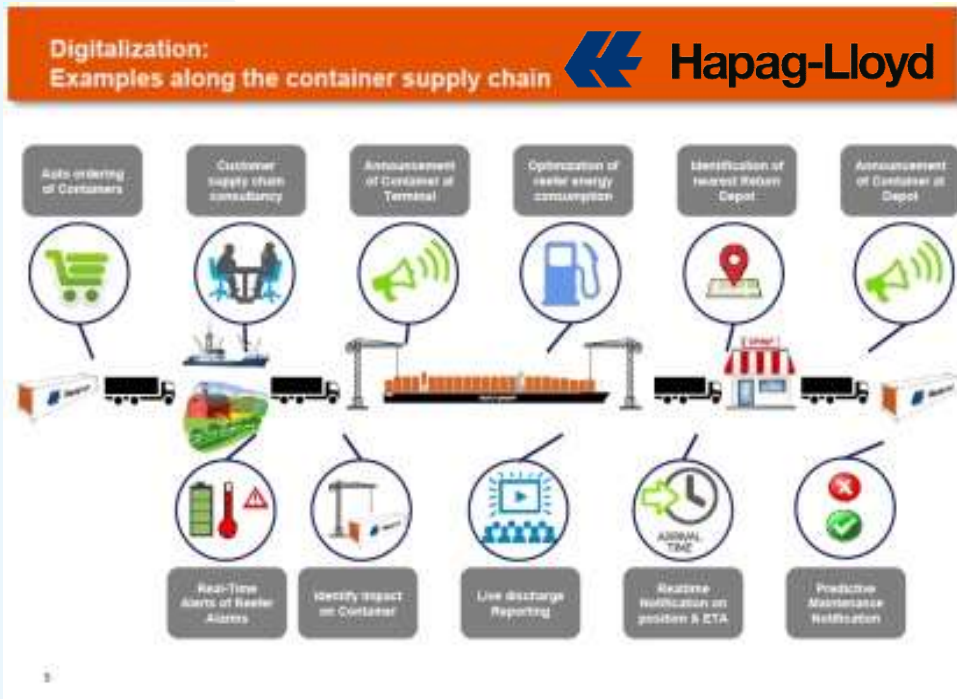 Digitalization:
Examples along the container supply chain
Hapag-Lloyd
Auto ordering
of Containers
Customer
supply chain
consultancy
Announcement
of Container at
Terminal
Optimization of
reefer energy
consumption
Identification of
nearest Return
Depot
Announcement
of Container at
Depot
ARRIVAL
TIME
Real-Time
Alerts of Reefer
Alarms
Identify Impact
on Container
Live discharge
Reporting
Realtime
Notification on
position & ETA
Predictive
Maintenance
Notification